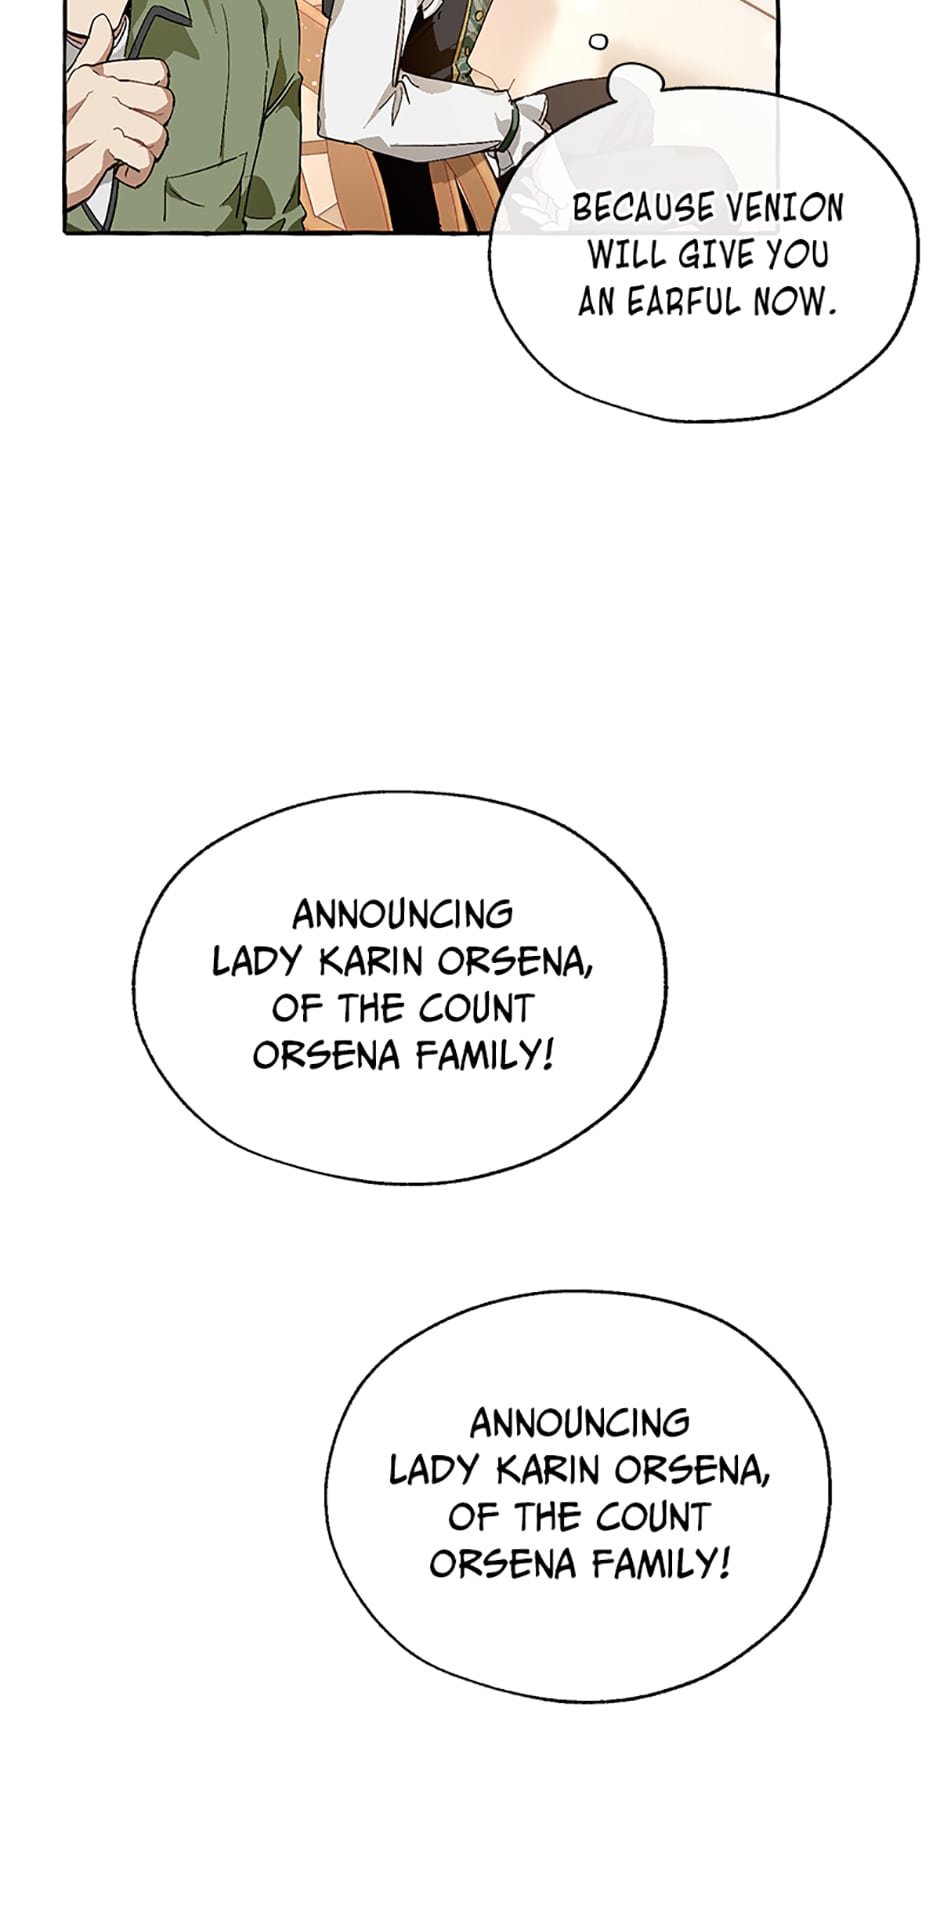 BECAUSE VENION
WILL GIVE YOU
AN EARFUL NOW.
ANNOUNCING
LADY KARIN ORSENA,
OF THE COUNT
ORSENA FAMILY!
ANNOUNCING
LADY KARIN ORSENA,
OF THE COUNT
ORSENA FAMILY!